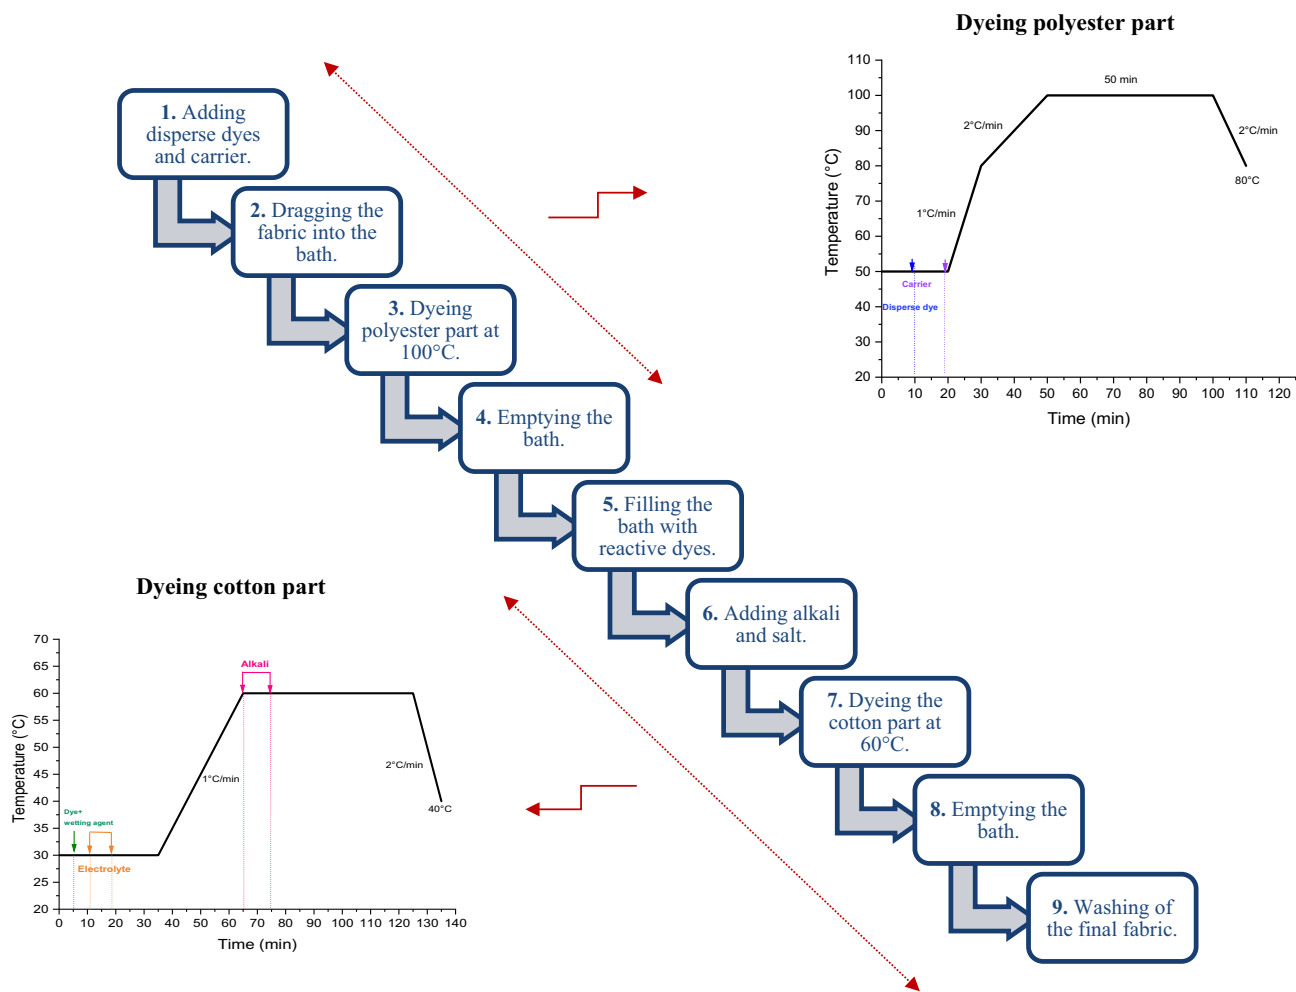 Dyeing polyester part
1. Adding
disperse dyes
and carrier.
2. Dragging the
fabric into the
bath.
3. Dyeing
polyester part at
100°C.
4. Emptying the
bath.
5. Filling the
bath with
reactive dyes.
6. Adding alkali
and salt.
7. Dyeing the
cotton part at
60°C.
8. Emptying the
bath.
9. Washing of
the final fabric.
110
100
90
80
70
60
50
40
30
20
Temperature (°C)
50 min
2°C/min
2°C/min
80°C
1°C/min
Carrier
Disperse dye
0 10 20 30 40 50 60 70 80 90 100 110 120
Time (min)
Dyeing cotton part
70
65
60
55
50
45
40
35
30
25
20
Temperature (°C)
Alkali
1°C/min
2°C/min
40°C
Dye+
wetting agent
Electrolyte
0 10 20 30 40 50 60 70 80 90 100 110 120 130 140
Time (min)